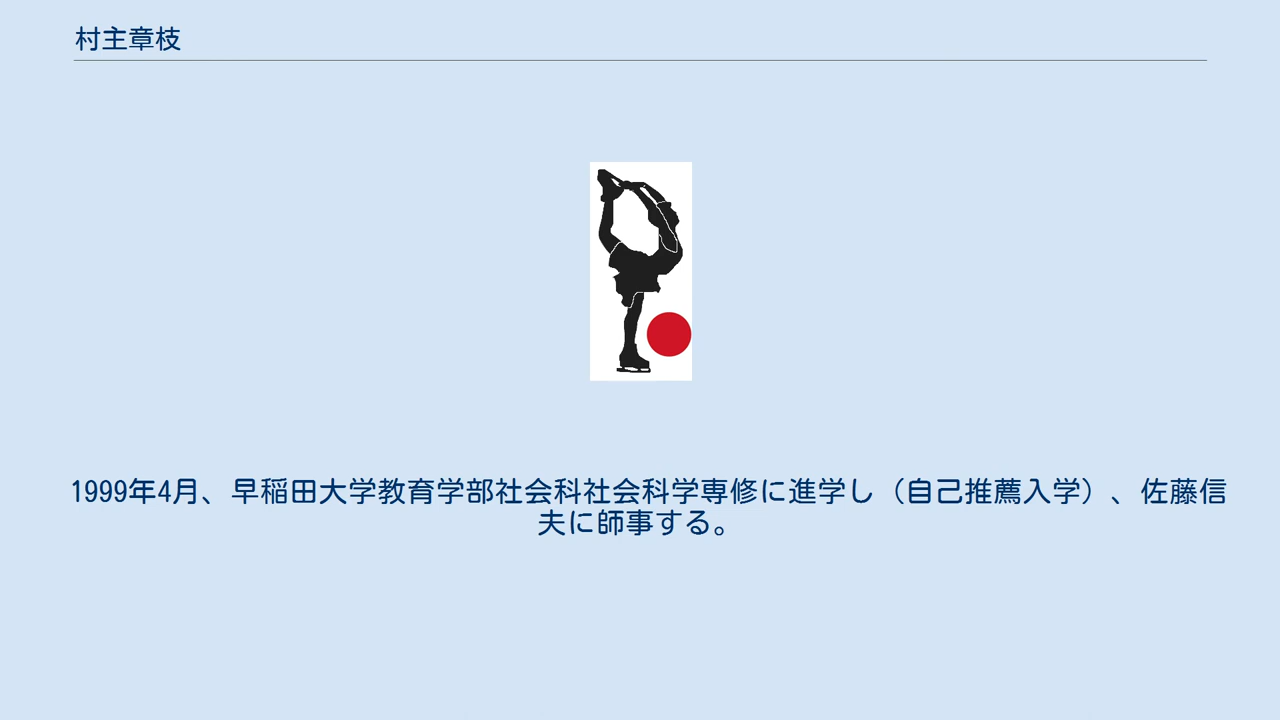 村主章枝
1999年4月、早稲田大学教育学部社会科社会科学専修に進学し（自己推薦入学）、佐藤信
夫に師事する。